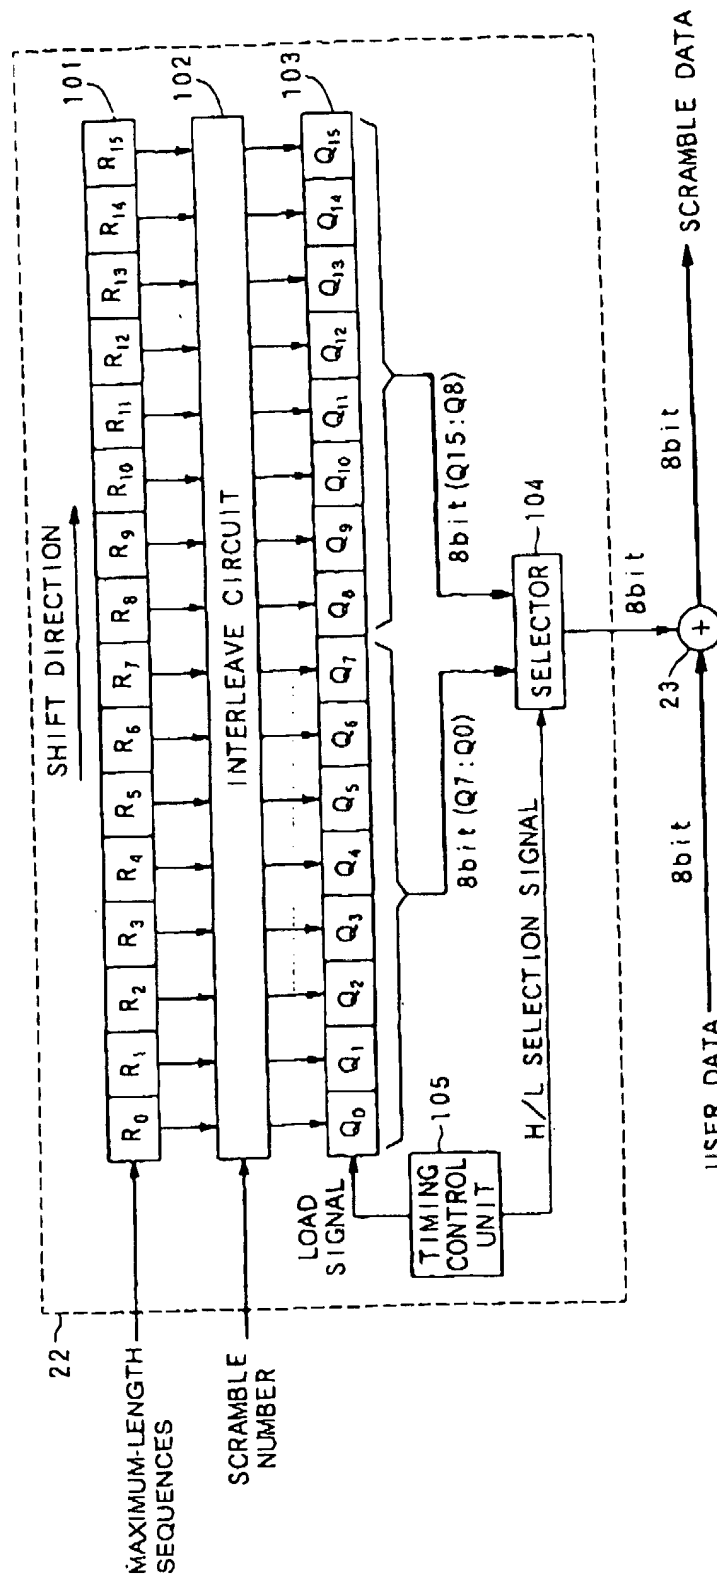 22
MAXIMUM-LENGTH
SEQUENCES
SHIFT DIRECTION
R0 R1 R2 R3 R4 R5 R6 R7 R8 R9 R10 R11 R12 R13 R14 R15
101
SCRAMBLE
NUMBER
INTERLEAVE CIRCUIT
102
LOAD
SIGNAL
Q0 Q1 Q2 Q3 Q4 Q5 Q6 Q7 Q8 Q9 Q10 Q11 Q12 Q13 Q14 Q15
103
105
TIMING
CONTROL
UNIT
8bit(Q7:Q0)
8bit(Q15:Q8)
H/L SELECTION SIGNAL
SELECTOR
104
8bit
USER DATA
8bit
23
+
8bit
SCRAMBLE DATA